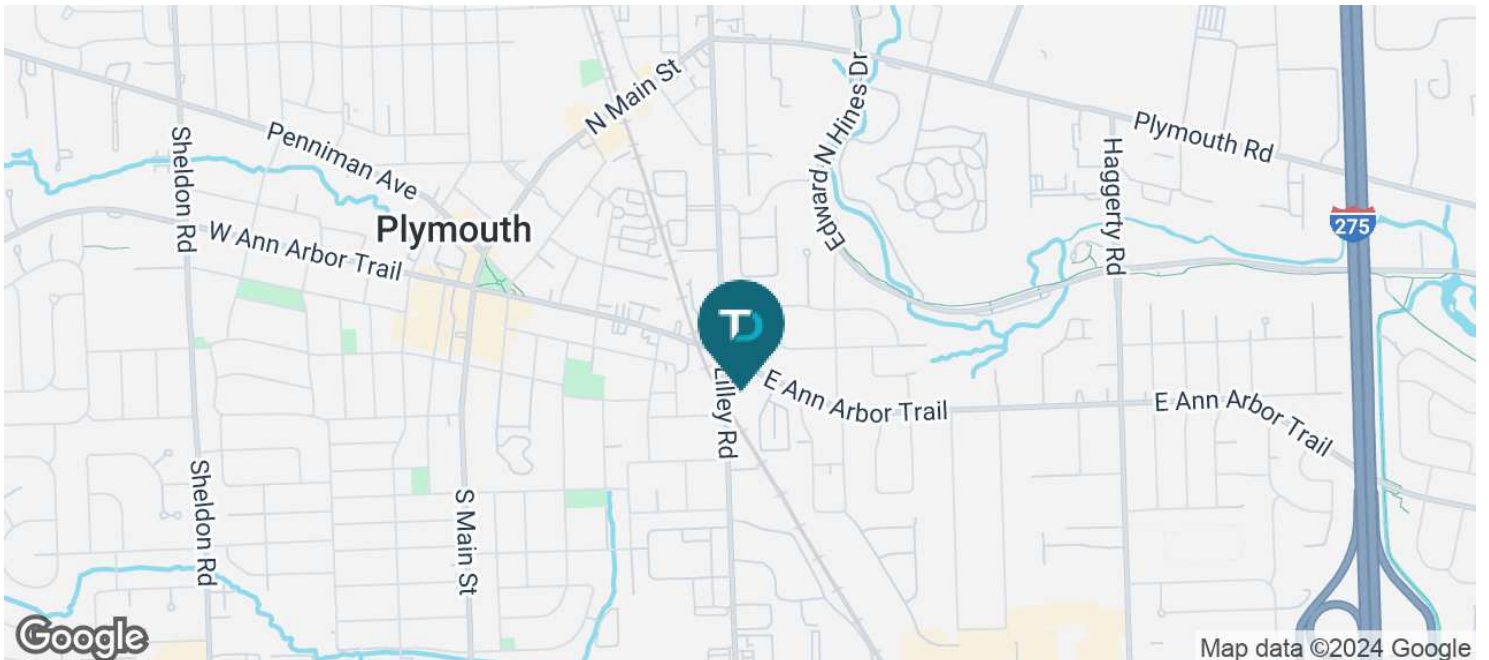 N Main St
Edward N Hines Dr
Plymouth Rd
Penniman Ave
Sheldon Rd
Haggerty Rd
275
Plymouth
W Ann Arbor Trail
TD
Lilley Rd
E Ann Arbor Trail
E Ann Arbor Trail
Sheldon Rd
S Main St
Google
Map data ©2024 Google